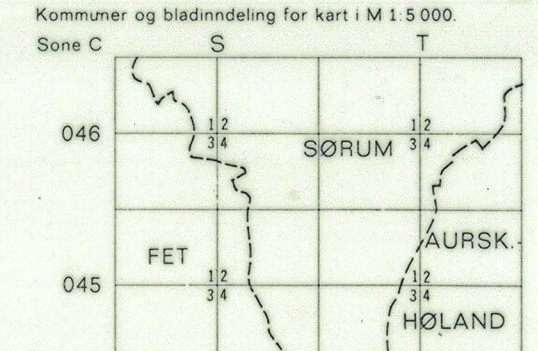 Kommuner og bladinndeling for kart i M 1:5 000.
Sone C S T
046 1 2 1 2
3 4 SØRUM 3 4
AURSK.-
FET
045 1 2 1 2
3 4 3 4
HØLAND